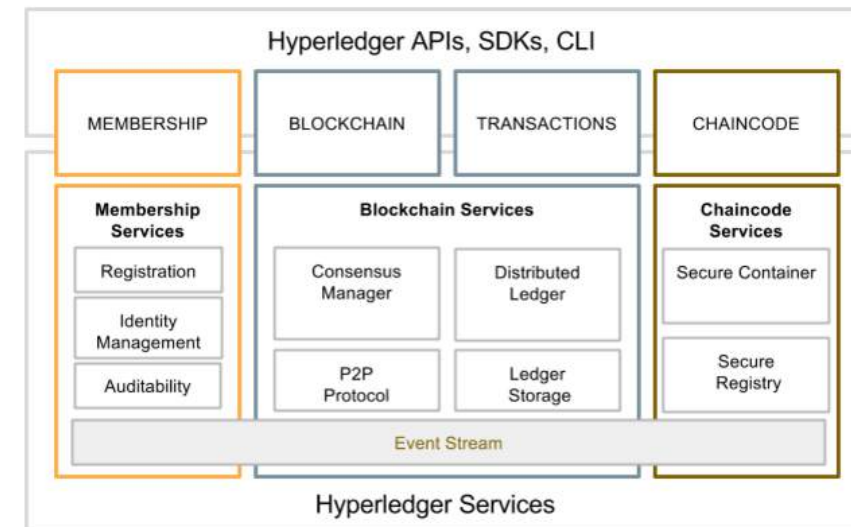 Hyperledger APIs, SDKs, CLI
MEMBERSHIP
BLOCKCHAIN
TRANSACTIONS
CHAINCODE
Membership
Services
Registration
Identity
Management
Auditability
Blockchain Services
Consensus
Manager
Distributed
Ledger
P2P
Protocol
Ledger
Storage
Chaincode
Services
Secure Container
Secure
Registry
Event Stream
Hyperledger Services